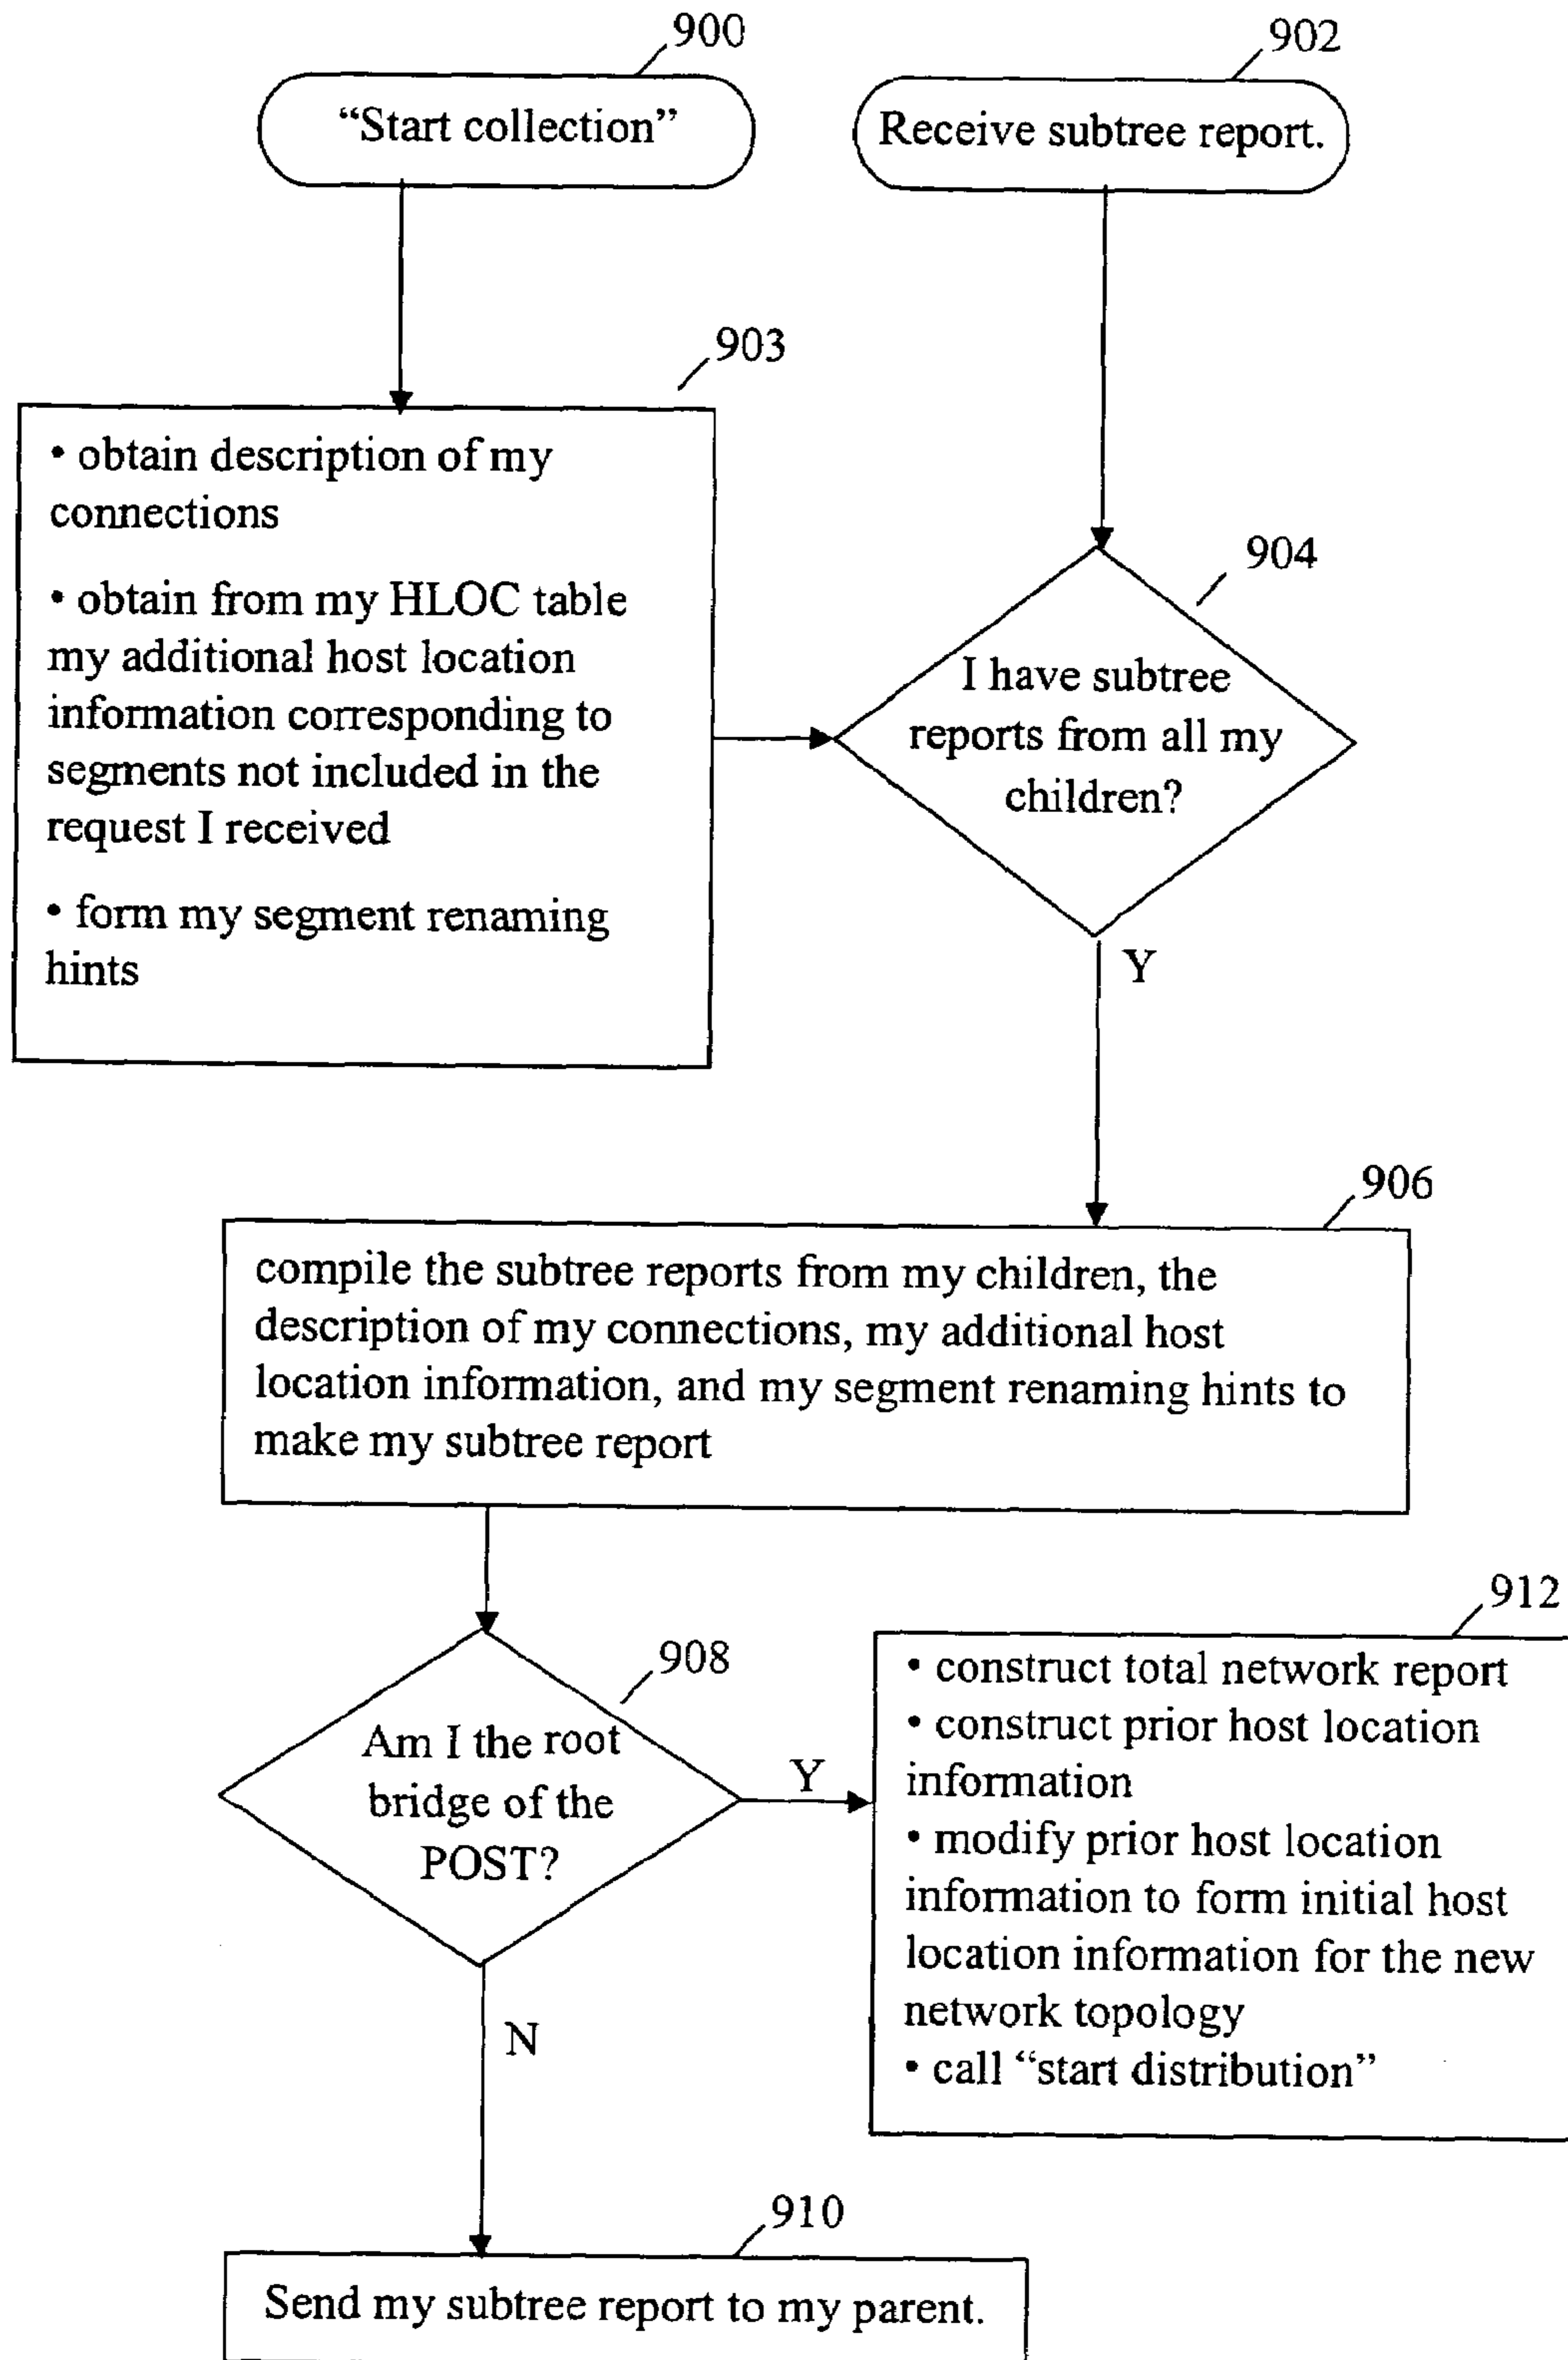 900
902
“Start collection”
Receive subtree report.
903
• obtain description of my
connections
• obtain from my HLOC table
my additional host location
information corresponding to
segments not included in the
request I received
• form my segment renaming
hints
904
I have subtree
reports from all my
children?
Y
906
compile the subtree reports from my children, the
description of my connections, my additional host
location information, and my segment renaming hints to
make my subtree report
908
Am I the root
bridge of the
POST?
Y
N
912
• construct total network report
• construct prior host location
information
• modify prior host location
information to form initial host
location information for the new
network topology
• call “start distribution”
910
Send my subtree report to my parent.